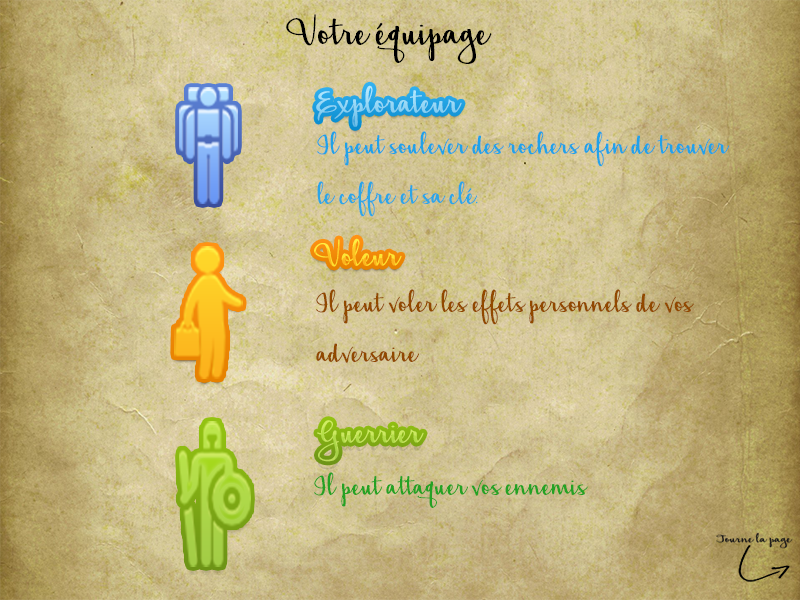 Votre équipage
Explorateur
Il peut soulever des rochers afin de trouver
le coffre et sa clé.
Voleur
Il peut voler les effets personnels de vos
adversaire
Guerrier
Il peut attaquer vos ennemis
Tourne la page